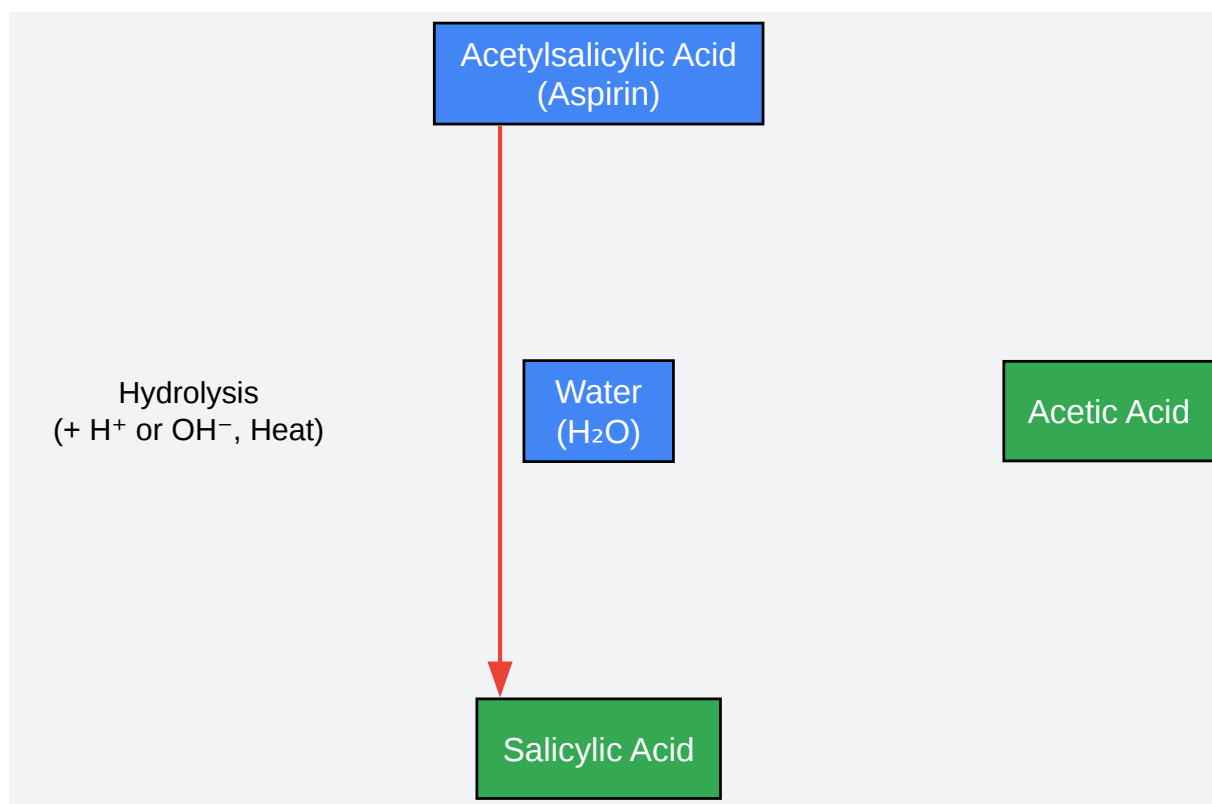 Acetylsalicylic Acid
(Aspirin)
Hydrolysis
(+ H⁺ or OH⁻, Heat)
Water
(H₂O)
Acetic Acid
Salicylic Acid